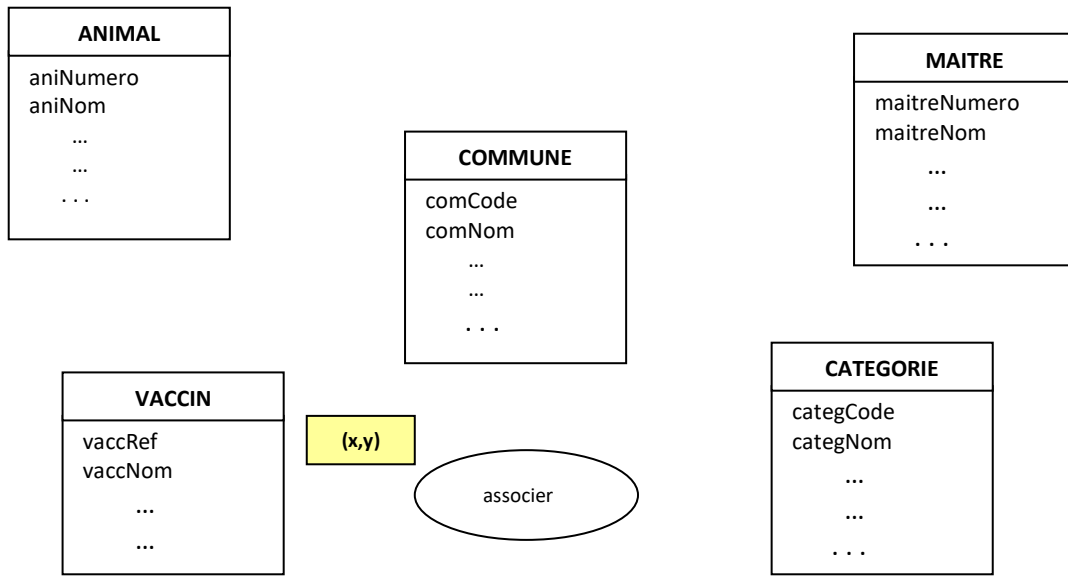 ANIMAL
aniNumero
aniNom
...
...
. . .
MAITRE
maitreNumero
maitreNom
...
...
. . .
COMMUNE
comCode
comNom
...
...
. . .
VACCIN
vaccRef
vaccNom
...
...
(x,y)
associer
CATEGORIE
categCode
categNom
...
...
. . .